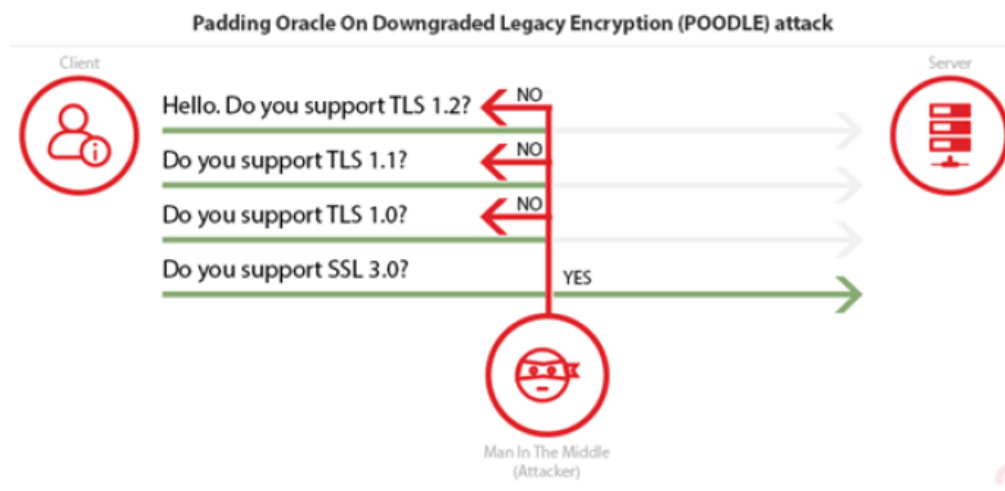 Padding Oracle On Downgraded Legacy Encryption (POODLE) attack
Client
Server
Hello. Do you support TLS 1.2?
NO
Do you support TLS 1.1?
NO
Do you support TLS 1.0?
NO
Do you support SSL 3.0?
YES
Man In The Middle
(Attacker)